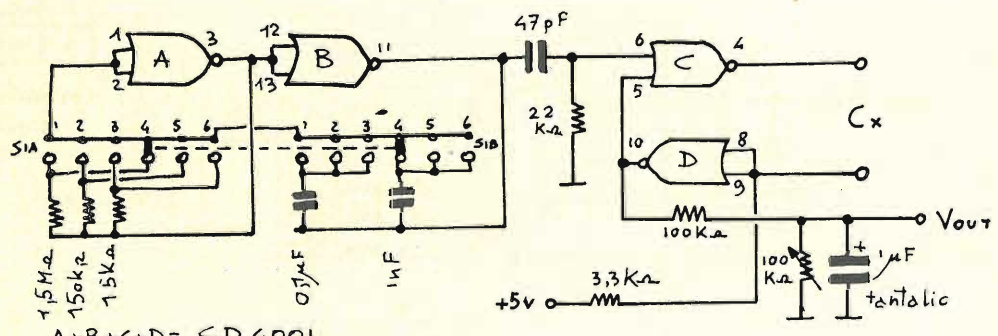 47pF
1 2 A 3
12 13 B 11
6 5 C 4
22 KΩ
Cx
S1A 1 2 3 4 5 6
1 2 3 4 5 6 S1B
10 D 8 9
100KΩ
Vout
100 KΩ
+ 1µF
tantalic
3,3KΩ
+5v
1,5MΩ
150KΩ
15KΩ
0,1µF
1nF
A,B,C,D = CD4001